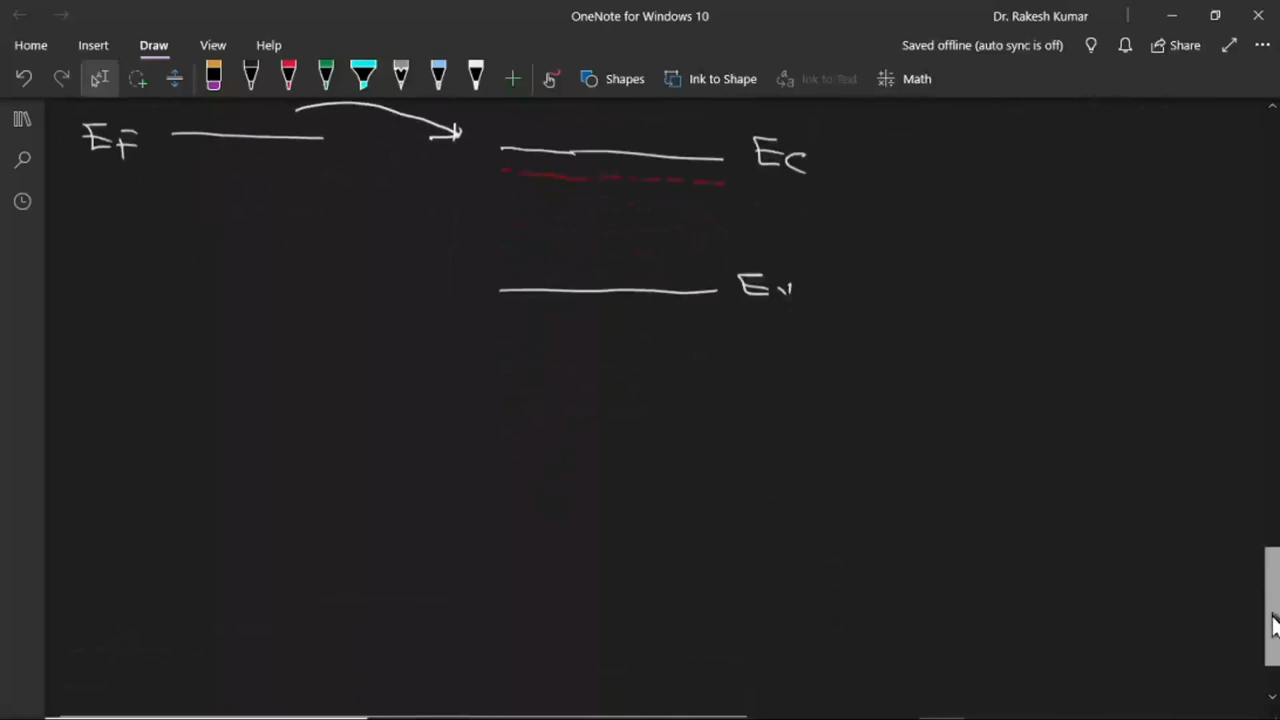 OneNote for Windows 10
Dr. Rakesh Kumar
Home Insert Draw View Help
Saved offline (auto sync is off)
Share
Shapes
Ink to Shape
Ink to Text
Math
EF
EC
Ev